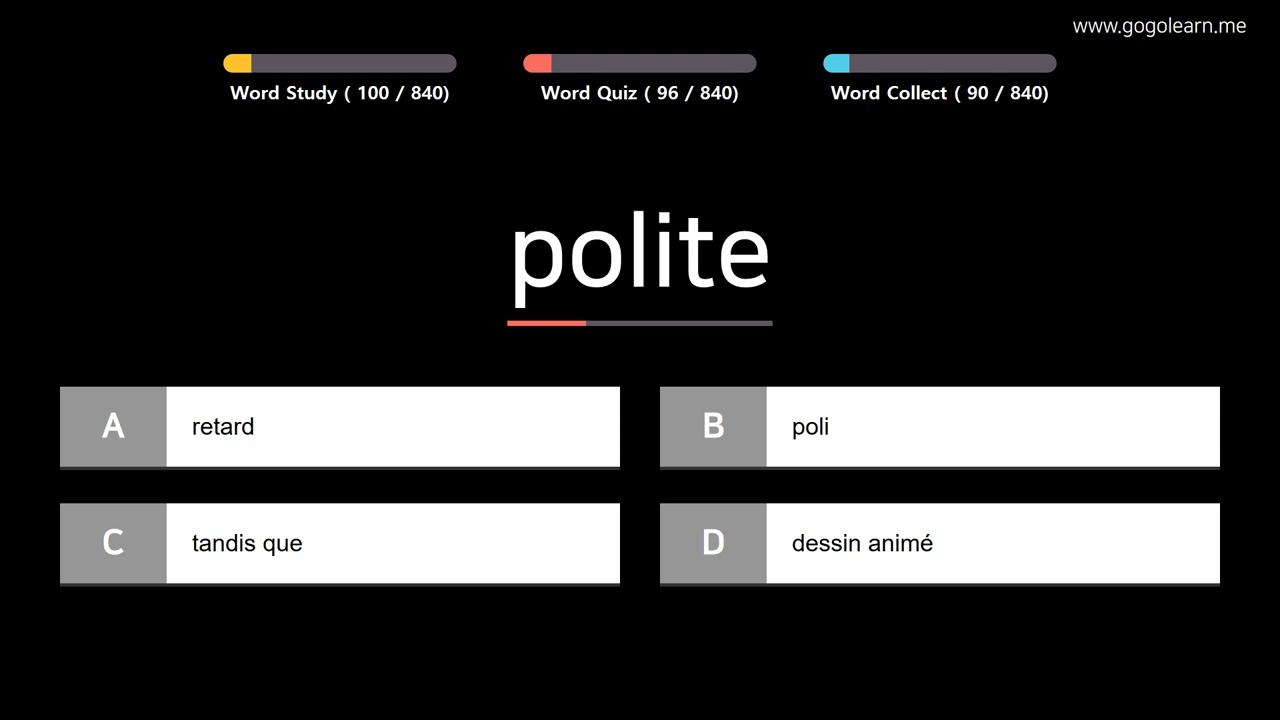 www.gogolearn.me
Word Study ( 100 / 840)
Word Quiz ( 96 / 840)
Word Collect ( 90 / 840)
polite
A retard
B poli
C tandis que
D dessin animé